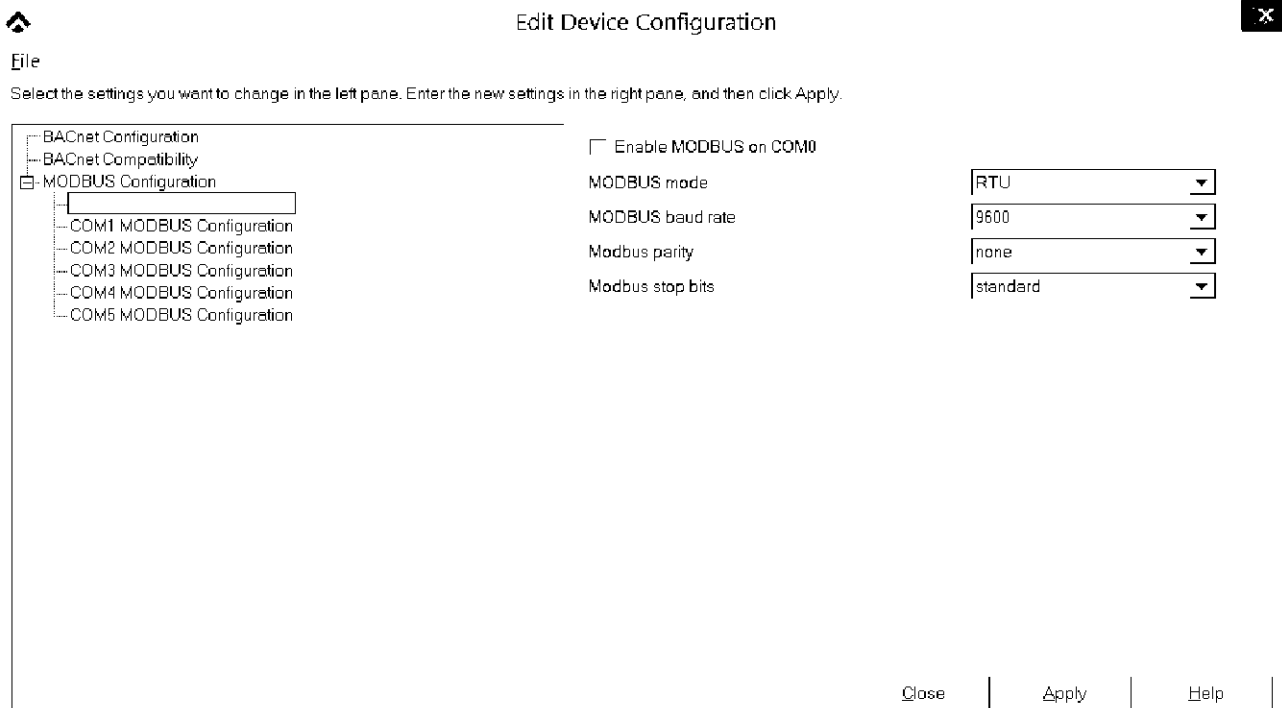 Edit Device Configuration
X
File
Select the settings you want to change in the left pane. Enter the new settings in the right pane, and then click Apply.
BACnet Configuration
BACnet Compatibility
MODBUS Configuration
COM1 MODBUS Configuration
COM2 MODBUS Configuration
COM3 MODBUS Configuration
COM4 MODBUS Configuration
COM5 MODBUS Configuration
Enable MODBUS on COM0
MODBUS mode RTU
MODBUS baud rate 9600
Modbus parity none
Modbus stop bits standard
Close Apply Help